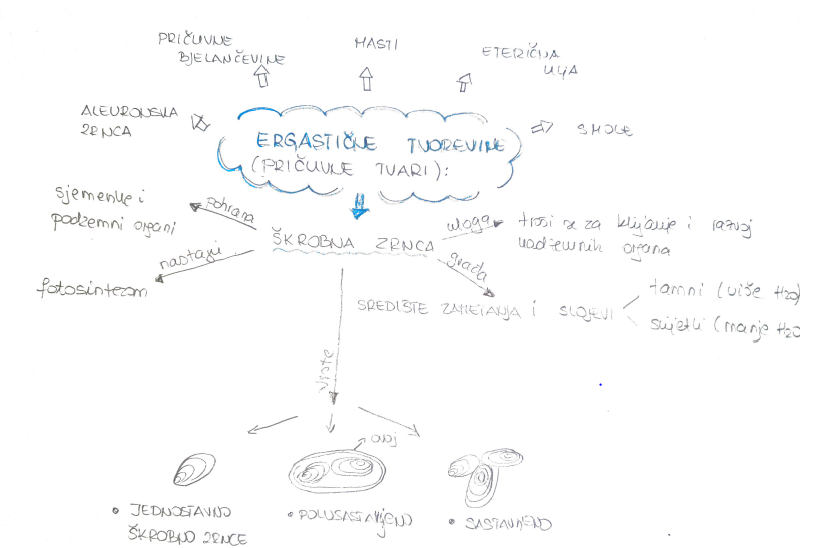 PRIČUVNE
BJELANČEVINE
MASTI
ETERIČNA
ULJA
ALEURONSKA
ZRNCA
ERGASTIČNE TVOREVINE
(PRIČUVNE TVARI):
SMOLE
sjemenke i
podzemni organi
pohrana
ŠKROBNA ZRNCA
uloga
troši se za klijanje i razvoj
nadzemnih organa
nastaju
fotosintezom
građa
SREDIŠTE ZAMETANJA i SLOJEVI
tamni (više H2O)
svijetli (manje H2O
vrste
ovoj
• JEDNOSTAVNO
ŠKROBNO ZRNCE
• POLUSASTAVLJENO
• SASTAVLJENO